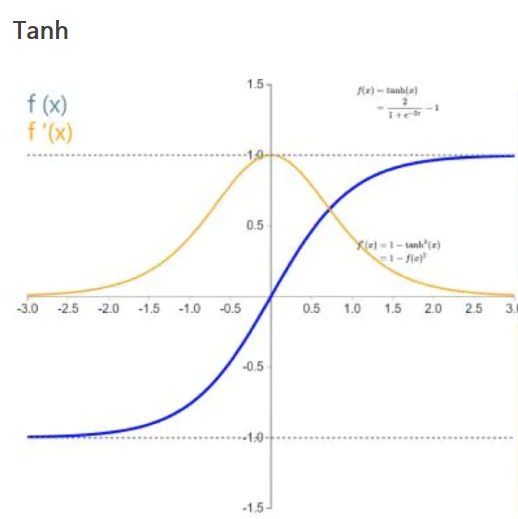 Tanh
f (x)
f '(x)
f(x) = tanh(x)
= 2 / (1 + e^-2x) - 1
f'(x) = 1 - tanh²(x)
= 1 - f(x)²
1.5
1.0
0.5
-3.0 -2.5 -2.0 -1.5 -1.0 -0.5 0.5 1.0 1.5 2.0 2.5 3.
-0.5
-1.0
-1.5